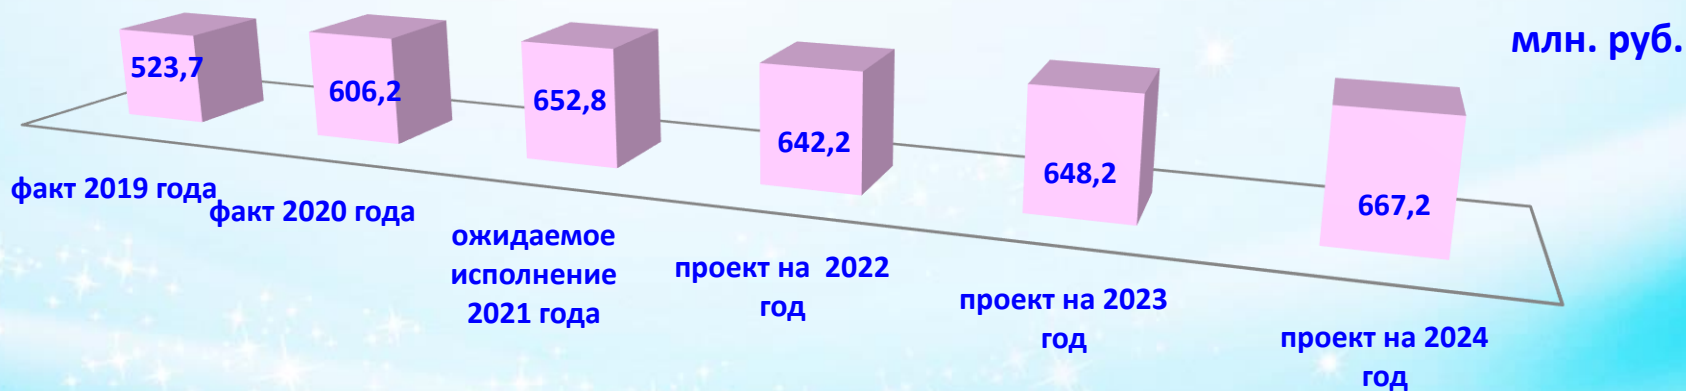 млн. руб.
523,7
606,2
652,8
642,2
648,2
667,2
факт 2019 года
факт 2020 года
ожидаемое
исполнение
2021 года
проект на 2022
год
проект на 2023
год
проект на 2024
год